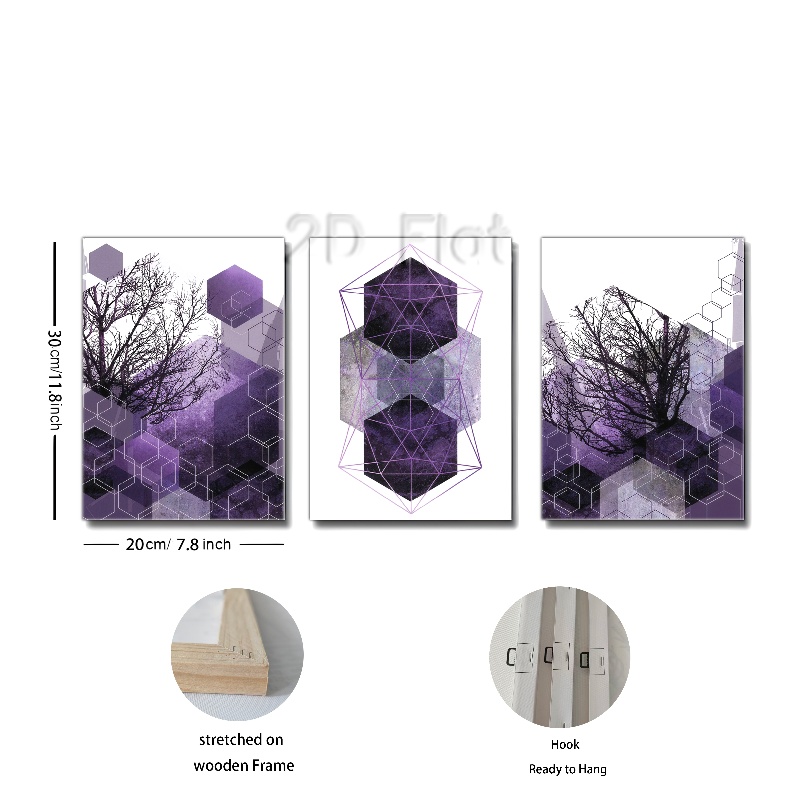 2D Flat
30cm/11.8inch
20cm/ 7.8 inch
stretched on
wooden Frame
Hook
Ready to Hang